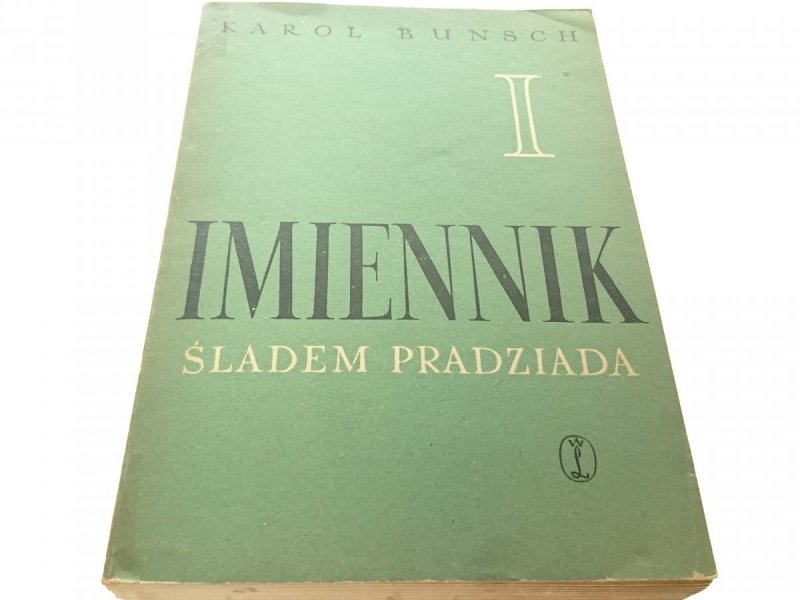 KAROL BUNSCH
I
IMIENNIK
ŚLADEM PRADZIADA
W
L